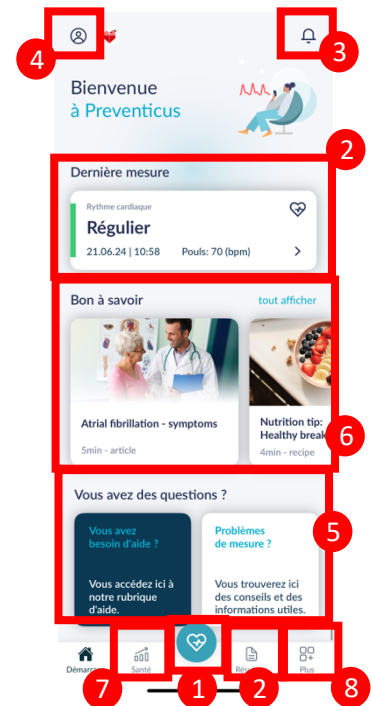 4
3
Bienvenue
à Preventicus
2
Dernière mesure
Rythme cardiaque
Régulier
21.06.24 | 10:58 Pouls: 70 (bpm)
Bon à savoir tout afficher
Atrial fibrillation - symptoms
5min - article
Nutrition tip:
Healthy break
4min - recipe
6
Vous avez des questions ?
5
Vous avez
besoin d'aide ?
Vous accédez ici à
notre rubrique
d'aide.
Problèmes
de mesure ?
Vous trouverez ici
des conseils et des
informations utiles.
Santé
Plus
7
1
2
8